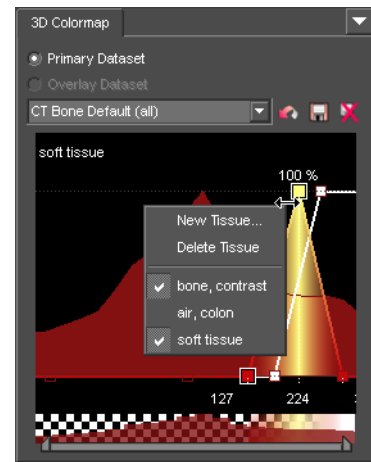 3D Colormap
Primary Dataset
Overlay Dataset
CT Bone Default (all)
soft tissue
100 %
New Tissue...
Delete Tissue
bone, contrast
air, colon
soft tissue
127 224